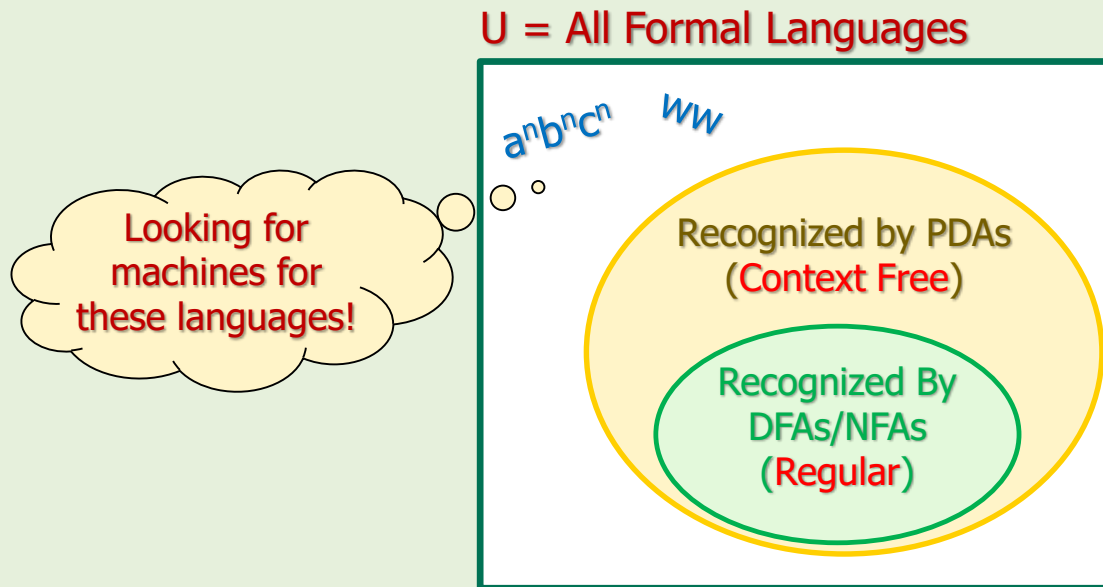 U = All Formal Languages
aⁿbⁿcⁿ
ww
Looking for
machines for
these languages!
Recognized by PDAs
(Context Free)
Recognized By
DFAs/NFAs
(Regular)